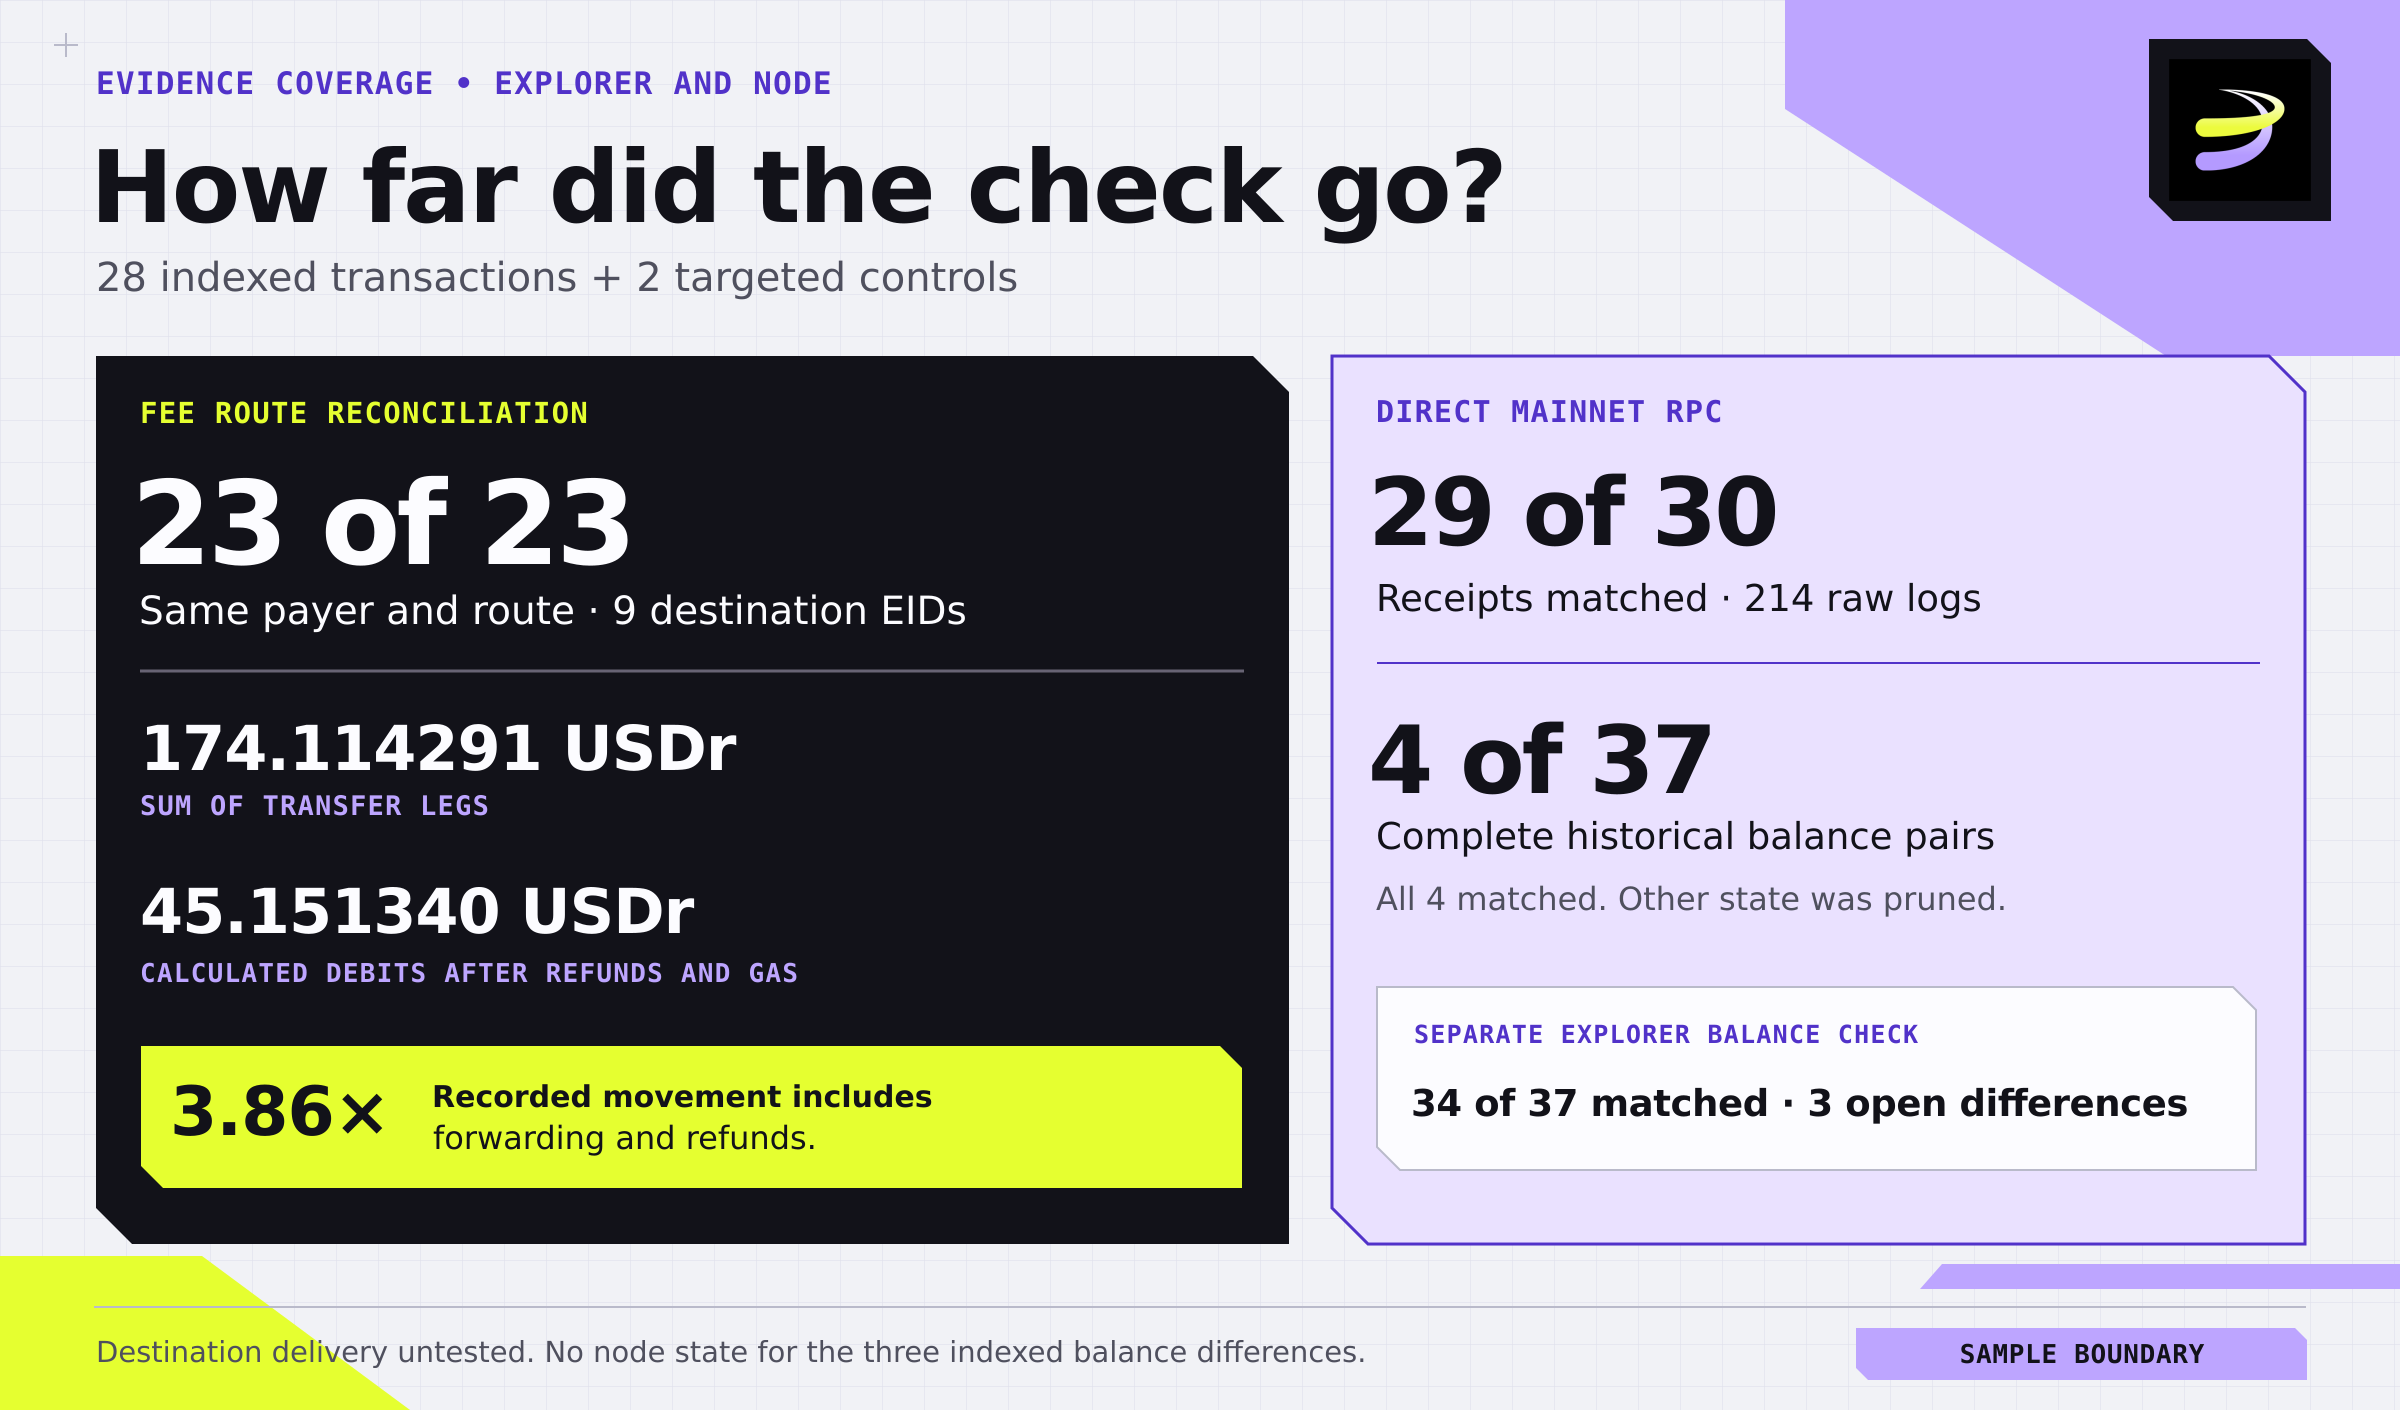 EVIDENCE COVERAGE • EXPLORER AND NODE
How far did the check go?
28 indexed transactions + 2 targeted controls
FEE ROUTE RECONCILIATION
23 of 23
Same payer and route · 9 destination EIDs
174.114291 USDr
SUM OF TRANSFER LEGS
45.151340 USDr
CALCULATED DEBITS AFTER REFUNDS AND GAS
3.86×
Recorded movement includes
forwarding and refunds.
DIRECT MAINNET RPC
29 of 30
Receipts matched · 214 raw logs
4 of 37
Complete historical balance pairs
All 4 matched. Other state was pruned.
SEPARATE EXPLORER BALANCE CHECK
34 of 37 matched · 3 open differences
Destination delivery untested. No node state for the three indexed balance differences.
SAMPLE BOUNDARY